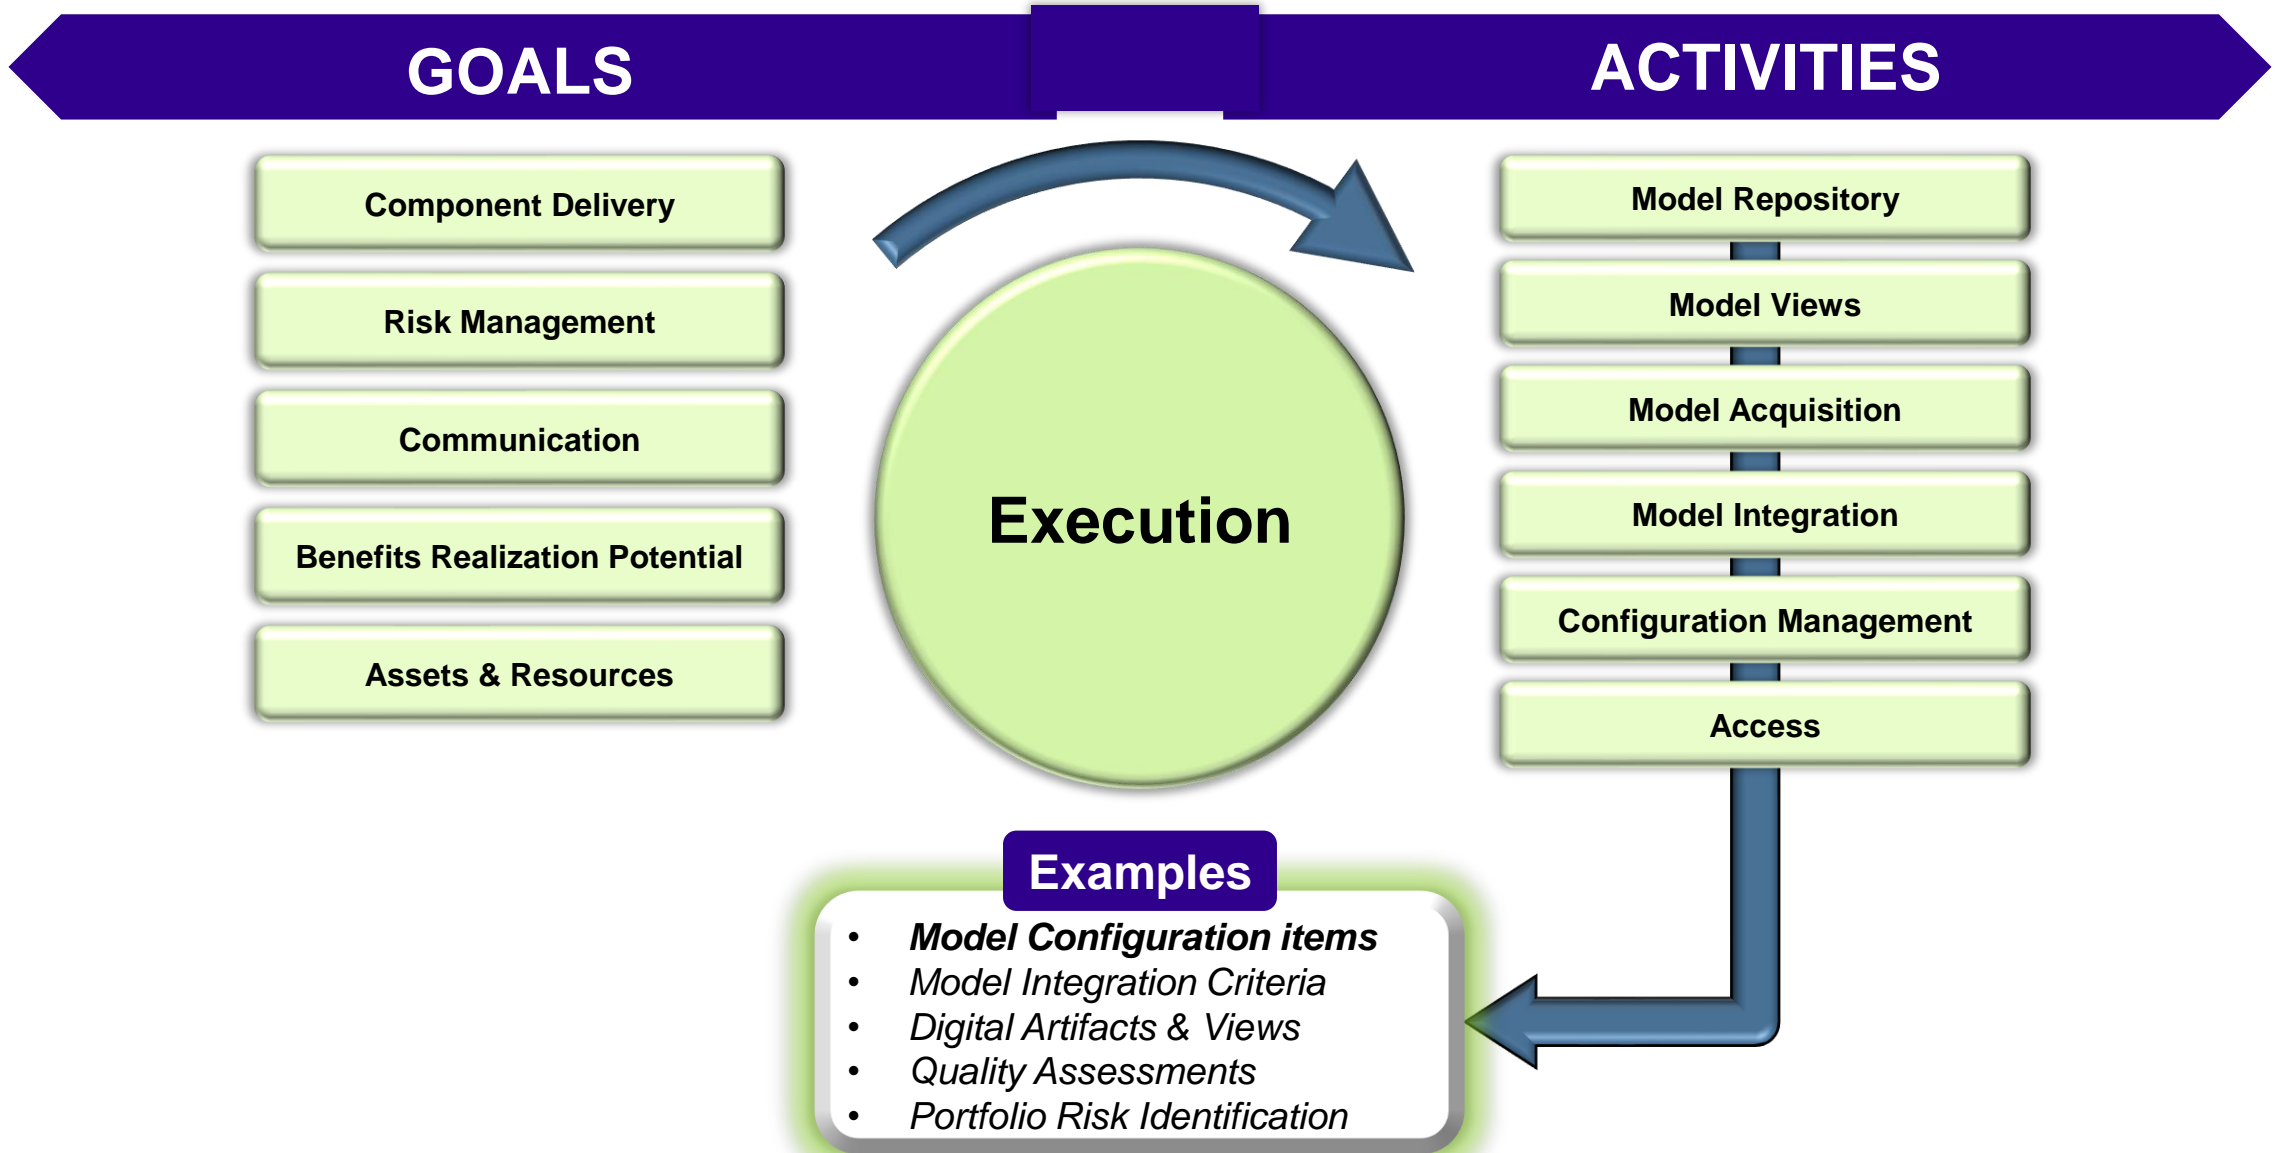 GOALS
ACTIVITIES
Component Delivery
Risk Management
Communication
Benefits Realization Potential
Assets & Resources
Execution
Model Repository
Model Views
Model Acquisition
Model Integration
Configuration Management
Access
Examples
• Model Configuration items
• Model Integration Criteria
• Digital Artifacts & Views
• Quality Assessments
• Portfolio Risk Identification